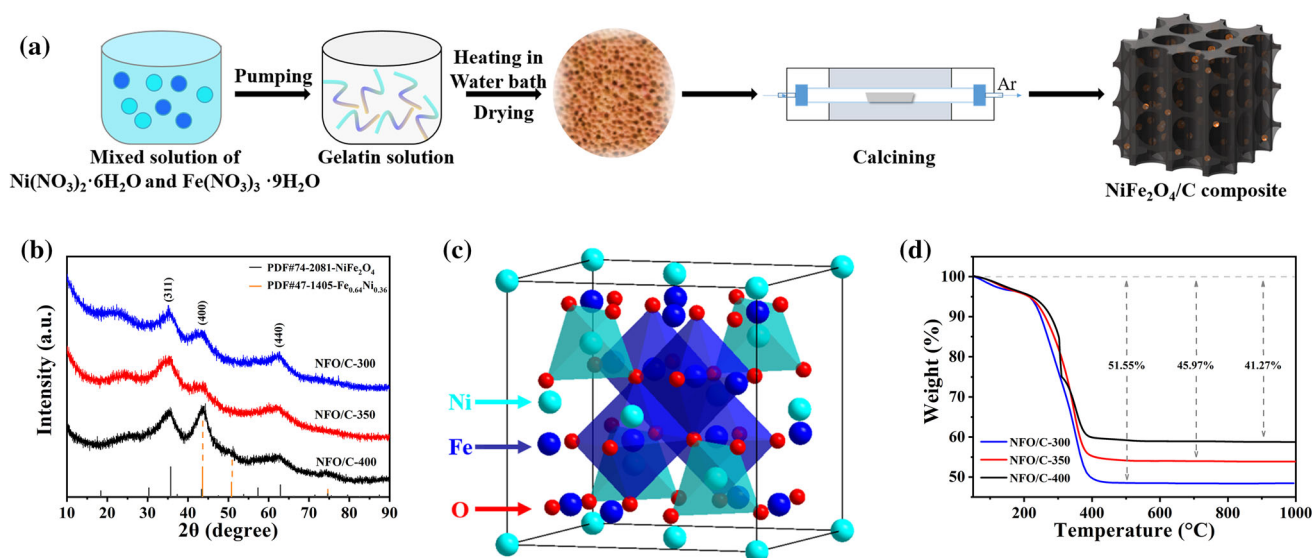 (a)
Pumping
Heating in
Water bath
Drying
Ar
Mixed solution of
Ni(NO₃)₂·6H₂O and Fe(NO₃)₃ ·9H₂O
Gelatin solution
Calcining
NiFe₂O₄/C composite
(b)
PDF#74-2081-NiFe₂O₄
PDF#47-1405-Fe₀.₆₄Ni₀.₃₆
(311)
(400)
(440)
NFO/C-300
NFO/C-350
NFO/C-400
Intensity (a.u.)
10 20 30 40 50 60 70 80 90
2θ (degree)
(c)
Ni
Fe
O
(d)
100
90
80
70
60
50
Weight (%)
51.55% 45.97% 41.27%
NFO/C-300
NFO/C-350
NFO/C-400
200 400 600 800 1000
Temperature (°C)